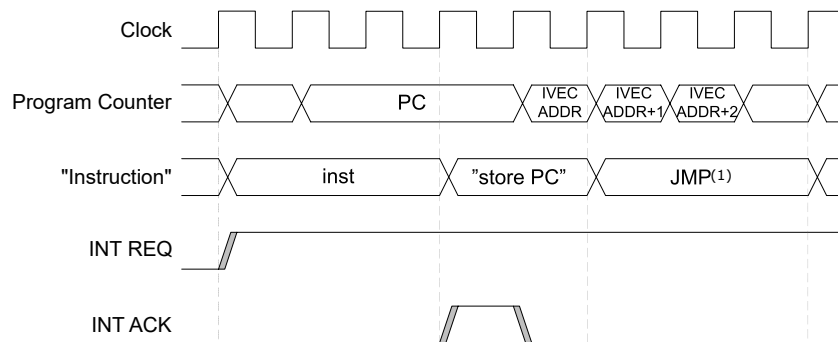 Clock
Program Counter
PC
IVEC
ADDR
IVEC
ADDR+1
IVEC
ADDR+2
"Instruction"
inst
"store PC"
JMP(1)
INT REQ
INT ACK